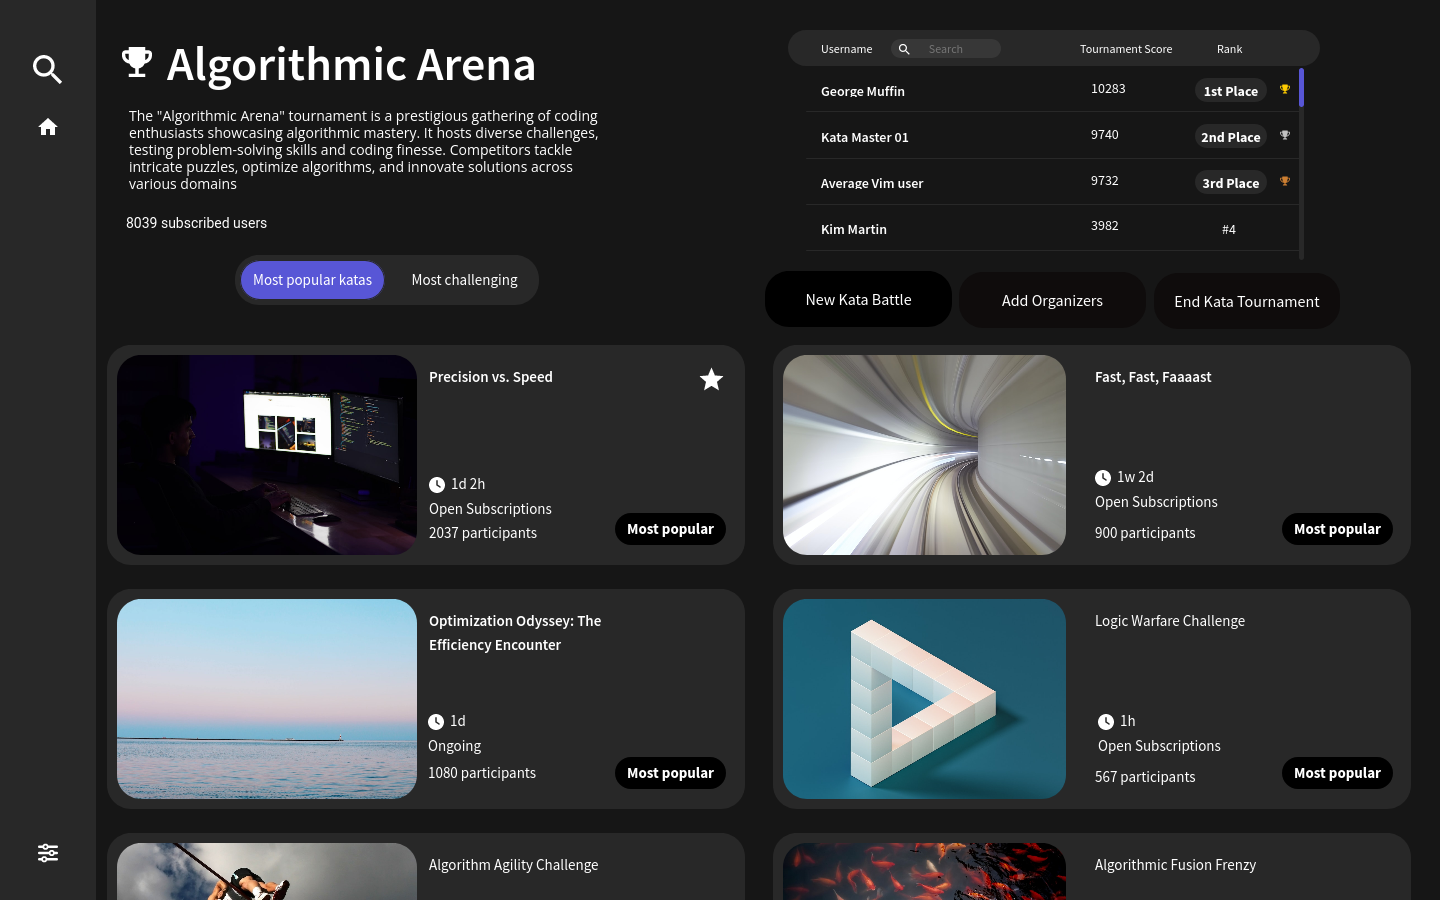 Algorithmic Arena
The "Algorithmic Arena" tournament is a prestigious gathering of coding
enthusiasts showcasing algorithmic mastery. It hosts diverse challenges,
testing problem-solving skills and coding finesse. Competitors tackle
intricate puzzles, optimize algorithms, and innovate solutions across
various domains
8039 subscribed users
Most popular katas
Most challenging
Username
Search
Tournament Score
Rank
George Muffin 10283 1st Place
Kata Master 01 9740 2nd Place
Average Vim user 9732 3rd Place
Kim Martin 3982 #4
New Kata Battle
Add Organizers
End Kata Tournament
Precision vs. Speed
1d 2h
Open Subscriptions
2037 participants
Most popular
Fast, Fast, Faaaast
1w 2d
Open Subscriptions
900 participants
Most popular
Optimization Odyssey: The
Efficiency Encounter
1d
Ongoing
1080 participants
Most popular
Logic Warfare Challenge
1h
Open Subscriptions
567 participants
Most popular
Algorithm Agility Challenge
Algorithmic Fusion Frenzy